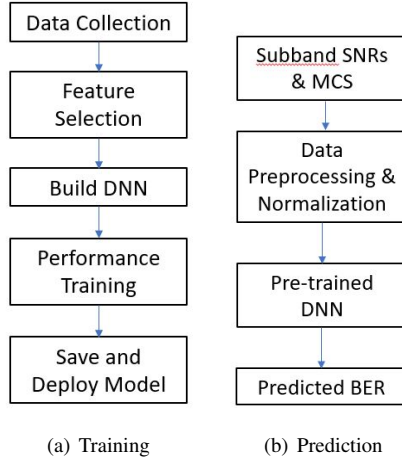 Data Collection
Feature
Selection
Build DNN
Performance
Training
Save and
Deploy Model
(a) Training
Subband SNRs
& MCS
Data
Preprocessing &
Normalization
Pre-trained
DNN
Predicted BER
(b) Prediction